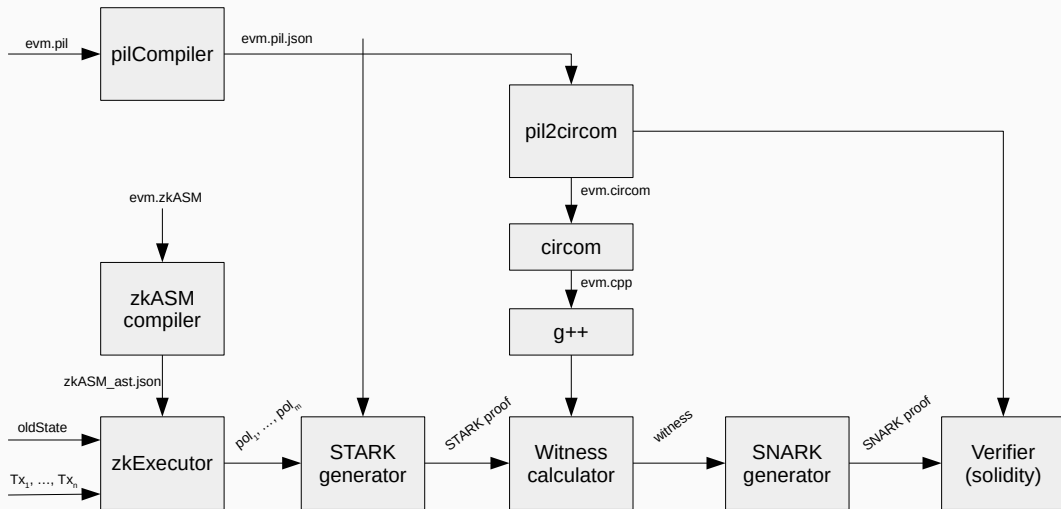 evm.pil
pilCompiler
evm.pil.json
pil2circom
evm.circom
evm.zkASM
circom
evm.cpp
zkASM
compiler
g++
zkASM_ast.json
oldState
Tx₁, ..., Txₙ
zkExecutor
pol₁, ..., polₘ
STARK
generator
STARK proof
Witness
calculator
witness
SNARK
generator
SNARK proof
Verifier
(solidity)